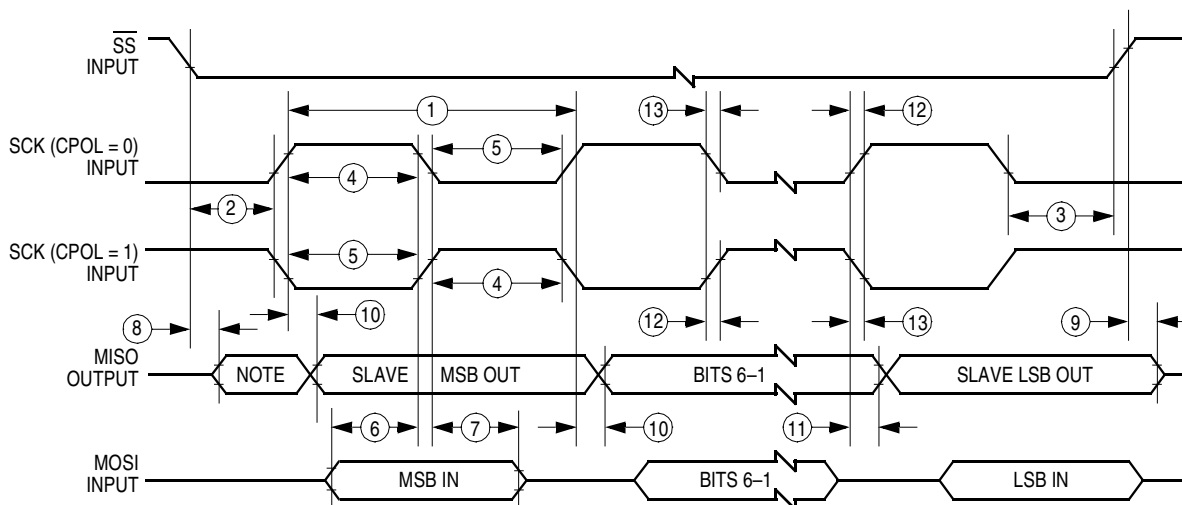 SS
INPUT
1
13
12
SCK (CPOL = 0)
INPUT
5
4
2
3
SCK (CPOL = 1)
INPUT
5
4
8
10
12
13
9
MISO
OUTPUT
NOTE
SLAVE MSB OUT
BITS 6–1
SLAVE LSB OUT
6
7
10
11
MOSI
INPUT
MSB IN
BITS 6–1
LSB IN